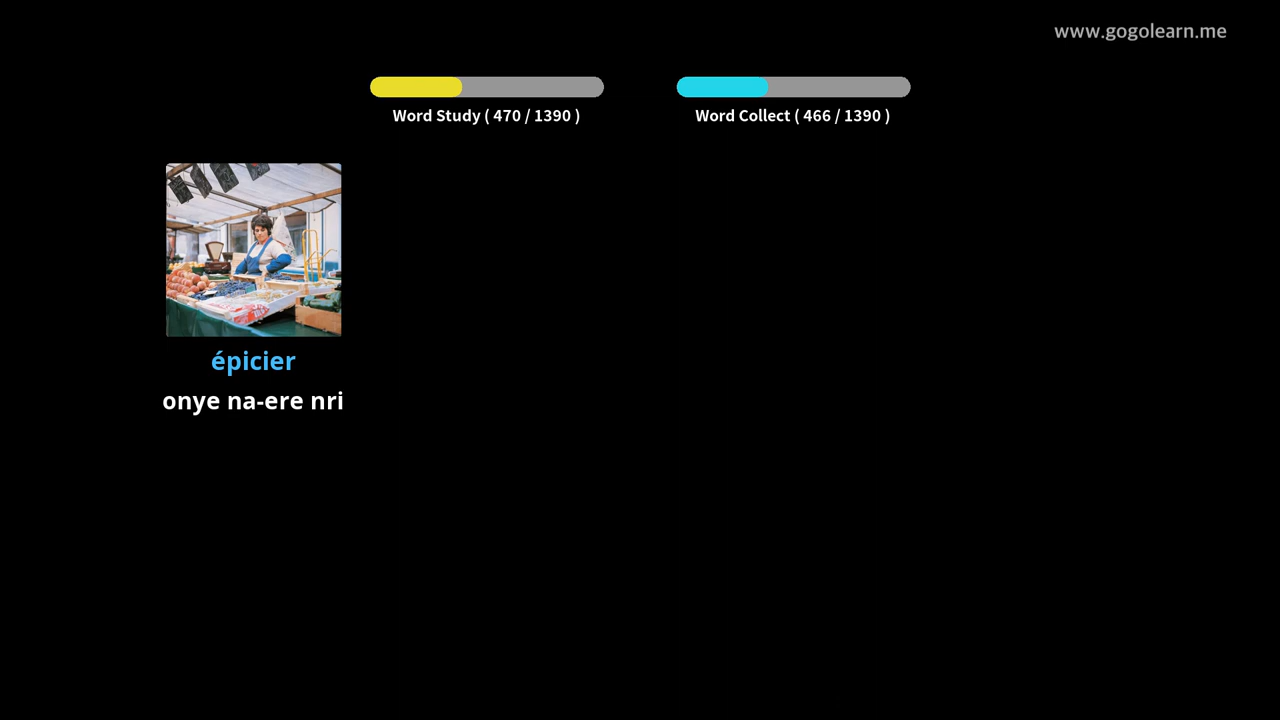 www.gogolearn.me
Word Study ( 470 / 1390 )
Word Collect ( 466 / 1390 )
épicier
onye na-ere nri